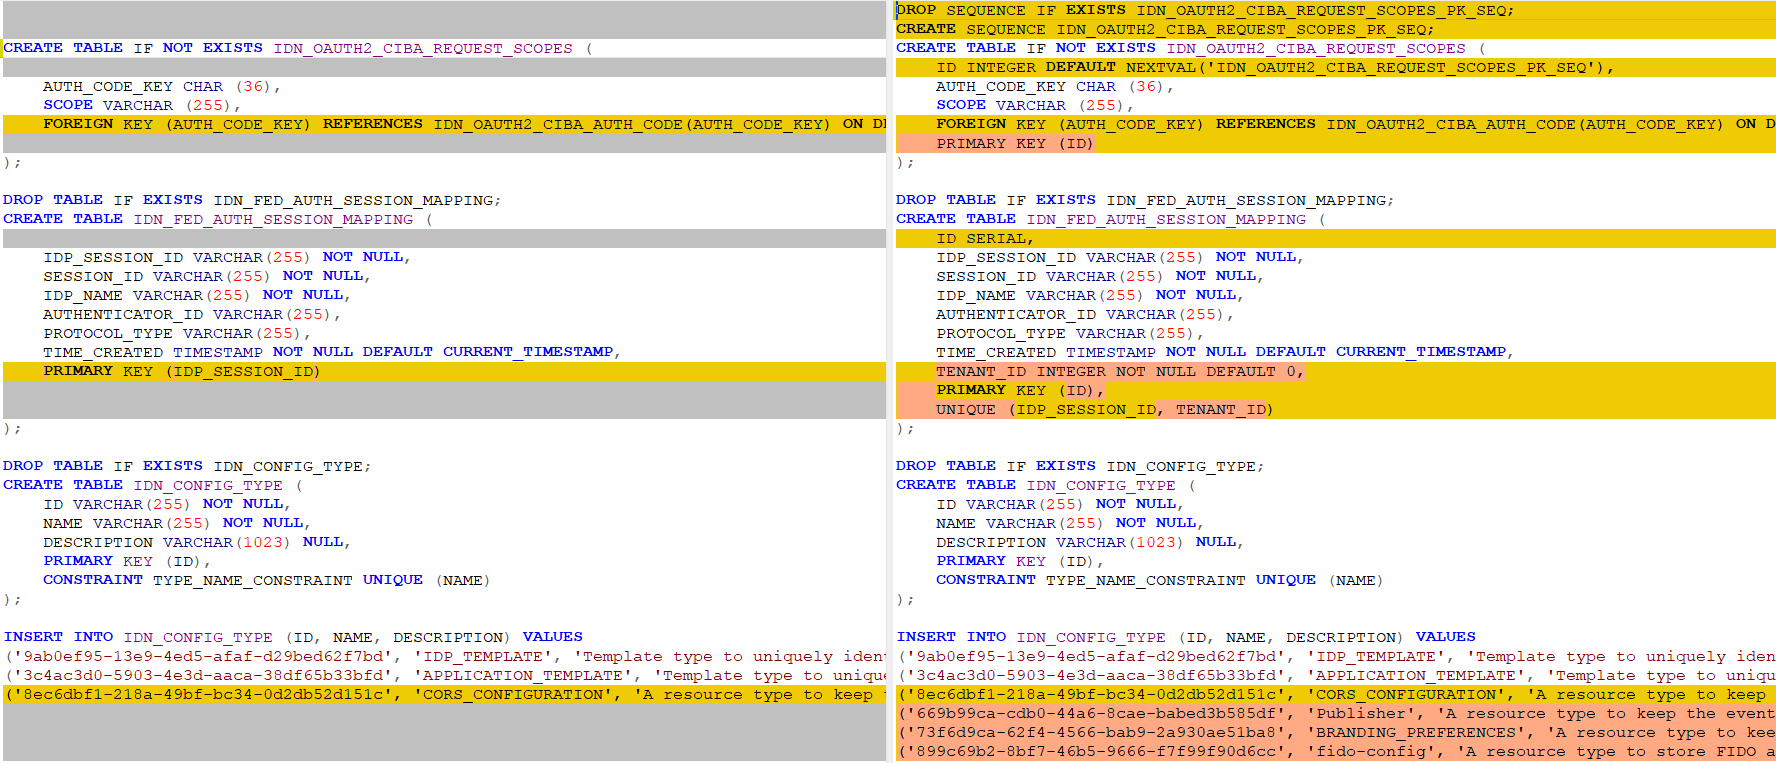 CREATE TABLE IF NOT EXISTS IDN_OAUTH2_CIBA_REQUEST_SCOPES (
    AUTH_CODE_KEY CHAR (36),
    SCOPE VARCHAR (255),
    FOREIGN KEY (AUTH_CODE_KEY) REFERENCES IDN_OAUTH2_CIBA_AUTH_CODE(AUTH_CODE_KEY) ON
);

DROP TABLE IF EXISTS IDN_FED_AUTH_SESSION_MAPPING;
CREATE TABLE IDN_FED_AUTH_SESSION_MAPPING (
    IDP_SESSION_ID VARCHAR(255) NOT NULL,
    SESSION_ID VARCHAR(255) NOT NULL,
    IDP_NAME VARCHAR(255) NOT NULL,
    AUTHENTICATOR_ID VARCHAR(255),
    PROTOCOL_TYPE VARCHAR(255),
    TIME_CREATED TIMESTAMP NOT NULL DEFAULT CURRENT_TIMESTAMP,
    PRIMARY KEY (IDP_SESSION_ID)
);

DROP TABLE IF EXISTS IDN_CONFIG_TYPE;
CREATE TABLE IDN_CONFIG_TYPE (
    ID VARCHAR(255) NOT NULL,
    NAME VARCHAR(255) NOT NULL,
    DESCRIPTION VARCHAR(1023) NULL,
    PRIMARY KEY (ID),
    CONSTRAINT TYPE_NAME_CONSTRAINT UNIQUE (NAME)
);

INSERT INTO IDN_CONFIG_TYPE (ID, NAME, DESCRIPTION) VALUES
('9ab0ef95-13e9-4ed5-afaf-d29bed62f7bd', 'IDP_TEMPLATE', 'Template type to uniquely iden
('3c4ac3d0-5903-4e3d-aaca-38df65b33bfd', 'APPLICATION_TEMPLATE', 'Template type to unique
('8ec6dbf1-218a-49bf-bc34-0d2db52d151c', 'CORS_CONFIGURATION', 'A resource type to keep
DROP SEQUENCE IF EXISTS IDN_OAUTH2_CIBA_REQUEST_SCOPES_PK_SEQ;
CREATE SEQUENCE IDN_OAUTH2_CIBA_REQUEST_SCOPES_PK_SEQ;
CREATE TABLE IF NOT EXISTS IDN_OAUTH2_CIBA_REQUEST_SCOPES (
    ID INTEGER DEFAULT NEXTVAL('IDN_OAUTH2_CIBA_REQUEST_SCOPES_PK_SEQ'),
    AUTH_CODE_KEY CHAR (36),
    SCOPE VARCHAR (255),
    FOREIGN KEY (AUTH_CODE_KEY) REFERENCES IDN_OAUTH2_CIBA_AUTH_CODE(AUTH_CODE_KEY) ON D
    PRIMARY KEY (ID)
);

DROP TABLE IF EXISTS IDN_FED_AUTH_SESSION_MAPPING;
CREATE TABLE IDN_FED_AUTH_SESSION_MAPPING (
    ID SERIAL,
    IDP_SESSION_ID VARCHAR(255) NOT NULL,
    SESSION_ID VARCHAR(255) NOT NULL,
    IDP_NAME VARCHAR(255) NOT NULL,
    AUTHENTICATOR_ID VARCHAR(255),
    PROTOCOL_TYPE VARCHAR(255),
    TIME_CREATED TIMESTAMP NOT NULL DEFAULT CURRENT_TIMESTAMP,
    TENANT_ID INTEGER NOT NULL DEFAULT 0,
    PRIMARY KEY (ID),
    UNIQUE (IDP_SESSION_ID, TENANT_ID)
);

DROP TABLE IF EXISTS IDN_CONFIG_TYPE;
CREATE TABLE IDN_CONFIG_TYPE (
    ID VARCHAR(255) NOT NULL,
    NAME VARCHAR(255) NOT NULL,
    DESCRIPTION VARCHAR(1023) NULL,
    PRIMARY KEY (ID),
    CONSTRAINT TYPE_NAME_CONSTRAINT UNIQUE (NAME)
);

INSERT INTO IDN_CONFIG_TYPE (ID, NAME, DESCRIPTION) VALUES
('9ab0ef95-13e9-4ed5-afaf-d29bed62f7bd', 'IDP_TEMPLATE', 'Template type to uniquely iden
('3c4ac3d0-5903-4e3d-aaca-38df65b33bfd', 'APPLICATION_TEMPLATE', 'Template type to uniqu
('8ec6dbf1-218a-49bf-bc34-0d2db52d151c', 'CORS_CONFIGURATION', 'A resource type to keep
('669b99ca-cdb0-44a6-8cae-babed3b585df', 'Publisher', 'A resource type to keep the event
('73f6d9ca-62f4-4566-bab9-2a930ae51ba8', 'BRANDING_PREFERENCES', 'A resource type to kee
('899c69b2-8bf7-46b5-9666-f7f99f90d6cc', 'fido-config', 'A resource type to store FIDO a